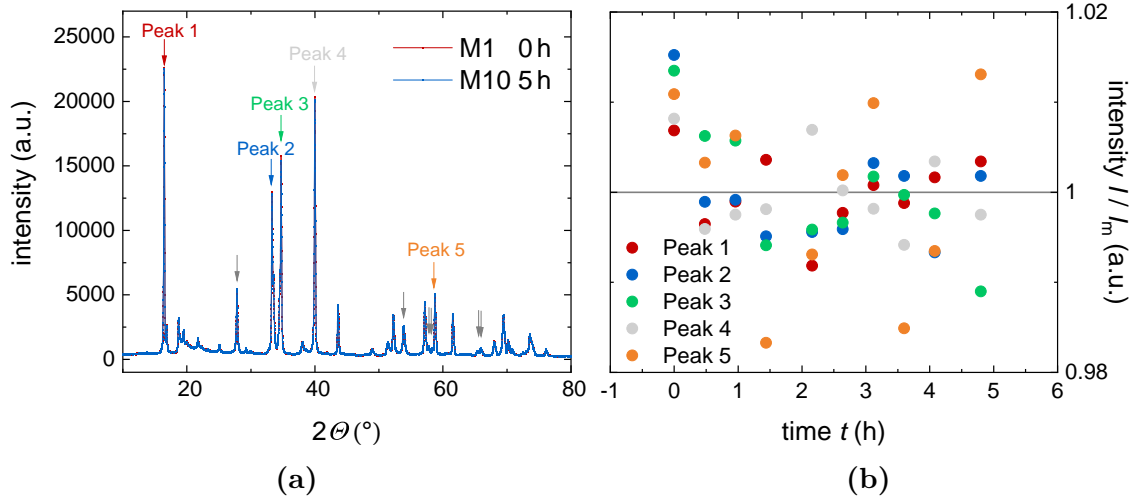 25000
20000
15000
10000
5000
0
intensity (a.u.)
Peak 1
Peak 2
Peak 3
Peak 4
Peak 5
M1 0 h
M10 5 h
20
40
60
80
2Θ (°)
(a)
1.02
1
0.98
intensity I / Im (a.u.)
Peak 1
Peak 2
Peak 3
Peak 4
Peak 5
-1
0
1
2
3
4
5
6
time t (h)
(b)